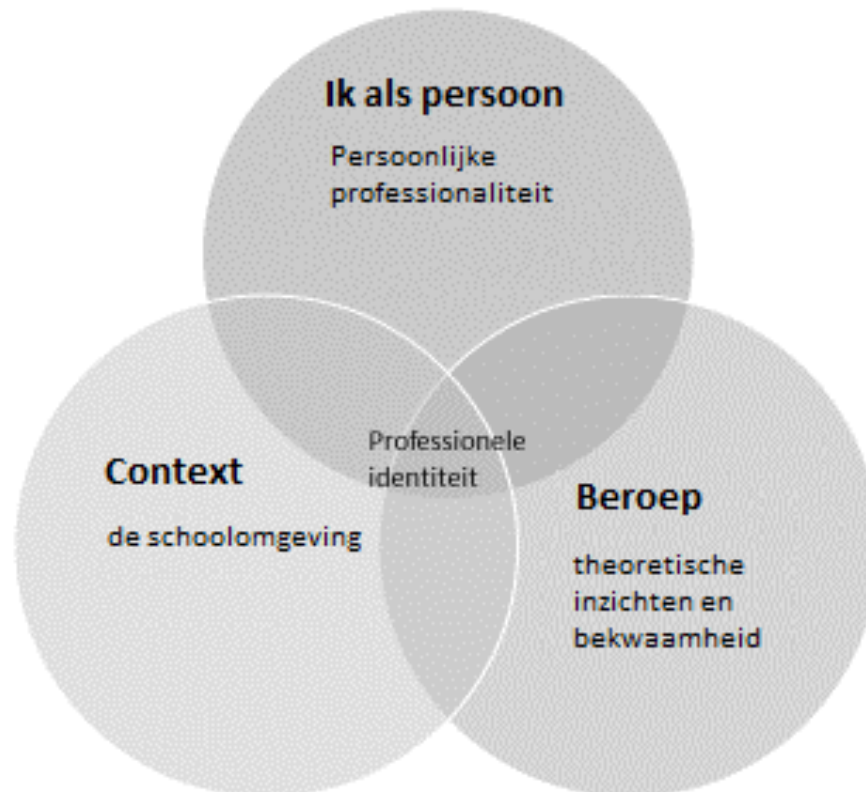 Ik als persoon
Persoonlijke
professionaliteit
Professionele
identiteit
Context
de schoolomgeving
Beroep
theoretische
inzichten en
bekwaamheid